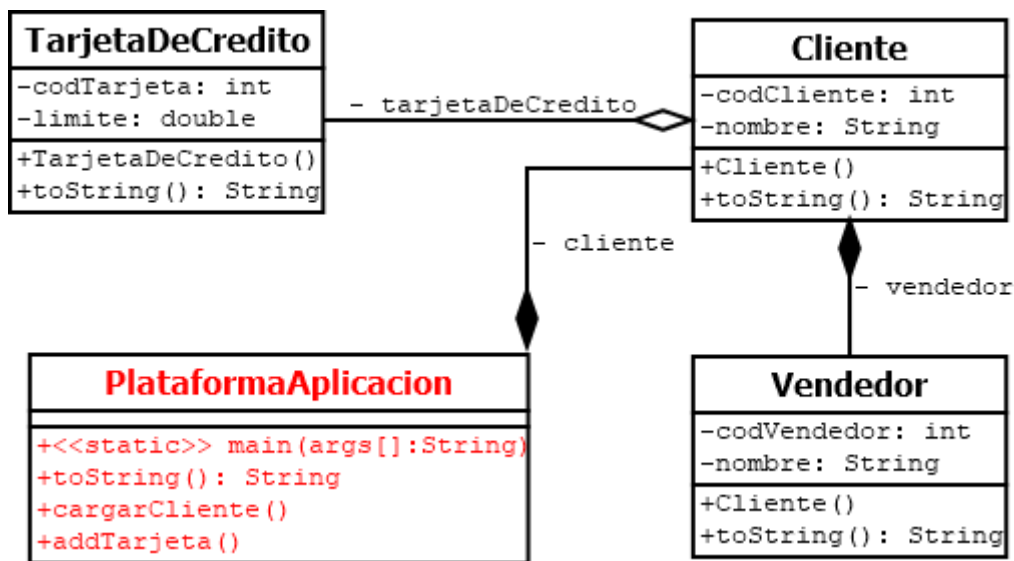 TarjetaDeCredito
-codTarjeta: int
-limite: double
+TarjetaDeCredito()
+toString(): String
- tarjetaDeCredito
Cliente
-codCliente: int
-nombre: String
+Cliente()
+toString(): String
- cliente
- vendedor
PlataformaAplicacion
+<<static>> main(args[]:String)
+toString(): String
+cargarCliente()
+addTarjeta()
Vendedor
-codVendedor: int
-nombre: String
+Cliente()
+toString(): String